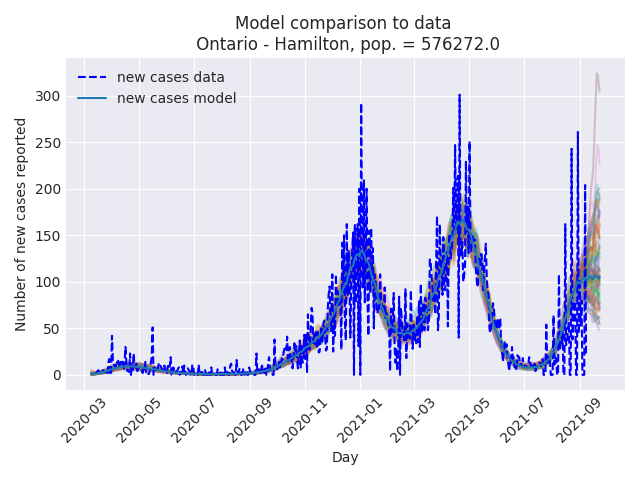 Model comparison to data
Ontario - Hamilton, pop. = 576272.0
new cases data
new cases model
Number of new cases reported
300
250
200
150
100
50
0
2020-03
2020-05
2020-07
2020-09
2020-11
2021-01
2021-03
2021-05
2021-07
2021-09
Day